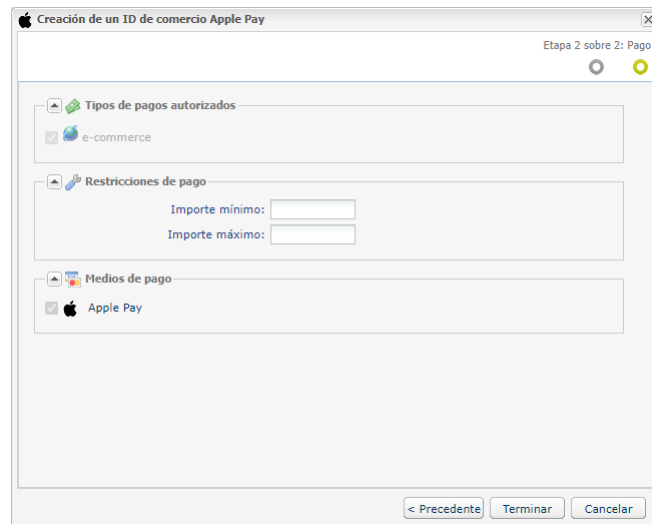 Creación de un ID de comercio Apple Pay
Etapa 2 sobre 2: Pago
Tipos de pagos autorizados
e-commerce
Restricciones de pago
Importe mínimo:
Importe máximo:
Medios de pago
Apple Pay
< Precedente Terminar Cancelar